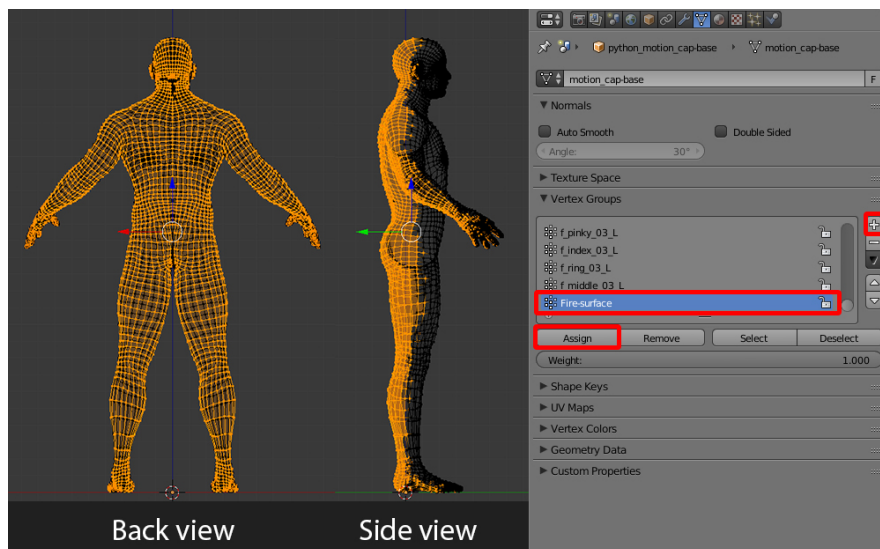 python_motion_cap-base motion_cap-base
motion_cap-base F
Normals
Auto Smooth Double Sided
Angle: 30°
Texture Space
Vertex Groups
f_pinky_03_L
f_index_03_L
f_ring_03_L
f_middle_03_L
Fire-surface
Assign Remove Select Deselect
Weight: 1.000
Shape Keys
UV Maps
Vertex Colors
Geometry Data
Custom Properties
Back view Side view